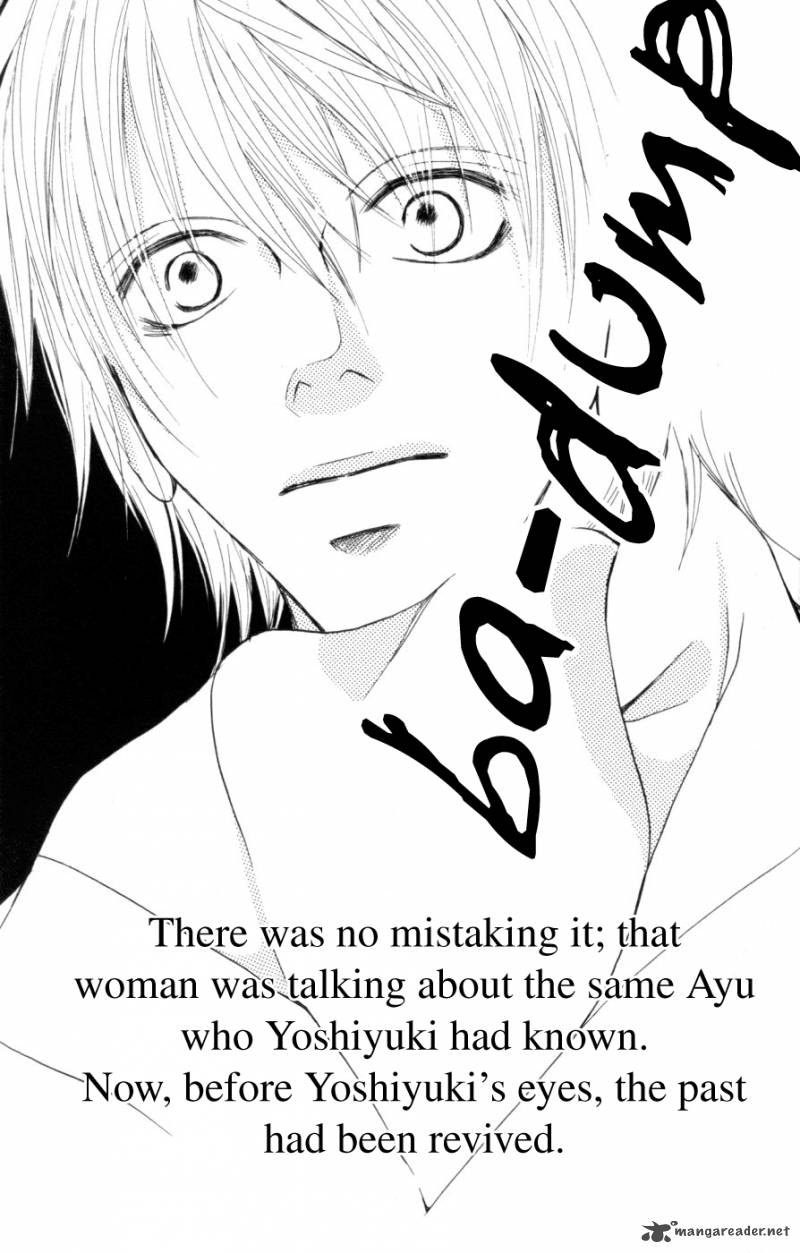 ba-dump
There was no mistaking it; that
woman was talking about the same Ayu
who Yoshiyuki had known.
Now, before Yoshiyuki's eyes, the past
had been revived.
mangareader.net